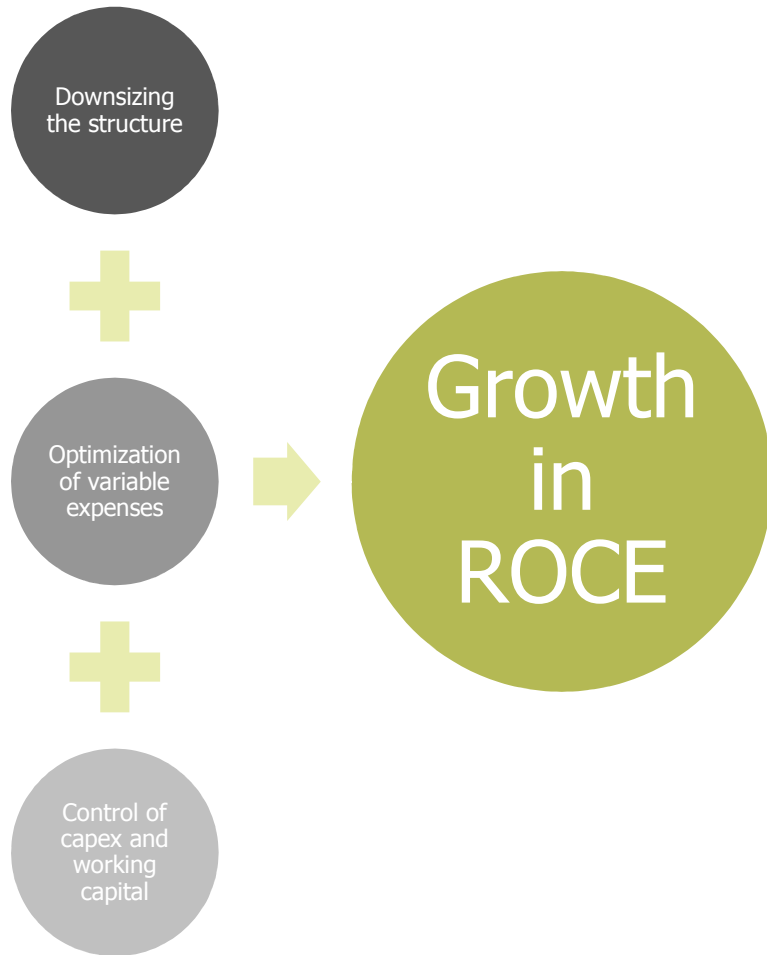 Downsizing
the structure
Optimization
of variable
expenses
Control of
capex and
working
capital
Growth
in
ROCE